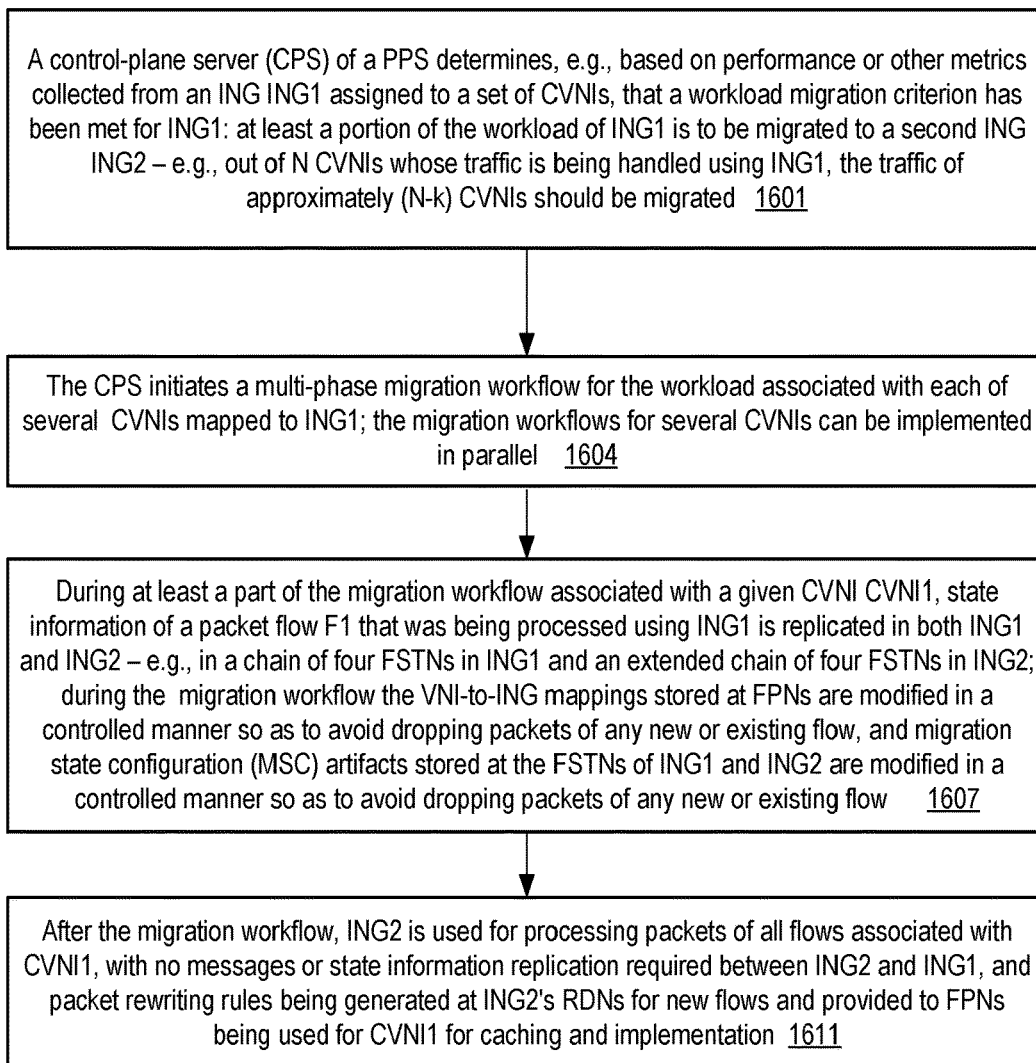 A control-plane server (CPS) of a PPS determines, e.g., based on performance or other metrics
collected from an ING ING1 assigned to a set of CVNIs, that a workload migration criterion has
been met for ING1: at least a portion of the workload of ING1 is to be migrated to a second ING
ING2 – e.g., out of N CVNIs whose traffic is being handled using ING1, the traffic of
approximately (N-k) CVNIs should be migrated 1601
The CPS initiates a multi-phase migration workflow for the workload associated with each of
several CVNIs mapped to ING1; the migration workflows for several CVNIs can be implemented
in parallel 1604
During at least a part of the migration workflow associated with a given CVNI CVNI1, state
information of a packet flow F1 that was being processed using ING1 is replicated in both ING1
and ING2 – e.g., in a chain of four FSTNs in ING1 and an extended chain of four FSTNs in ING2;
during the migration workflow the VNI-to-ING mappings stored at FPNs are modified in a
controlled manner so as to avoid dropping packets of any new or existing flow, and migration
state configuration (MSC) artifacts stored at the FSTNs of ING1 and ING2 are modified in a
controlled manner so as to avoid dropping packets of any new or existing flow 1607
After the migration workflow, ING2 is used for processing packets of all flows associated with
CVNI1, with no messages or state information replication required between ING2 and ING1, and
packet rewriting rules being generated at ING2's RDNs for new flows and provided to FPNs
being used for CVNI1 for caching and implementation 1611